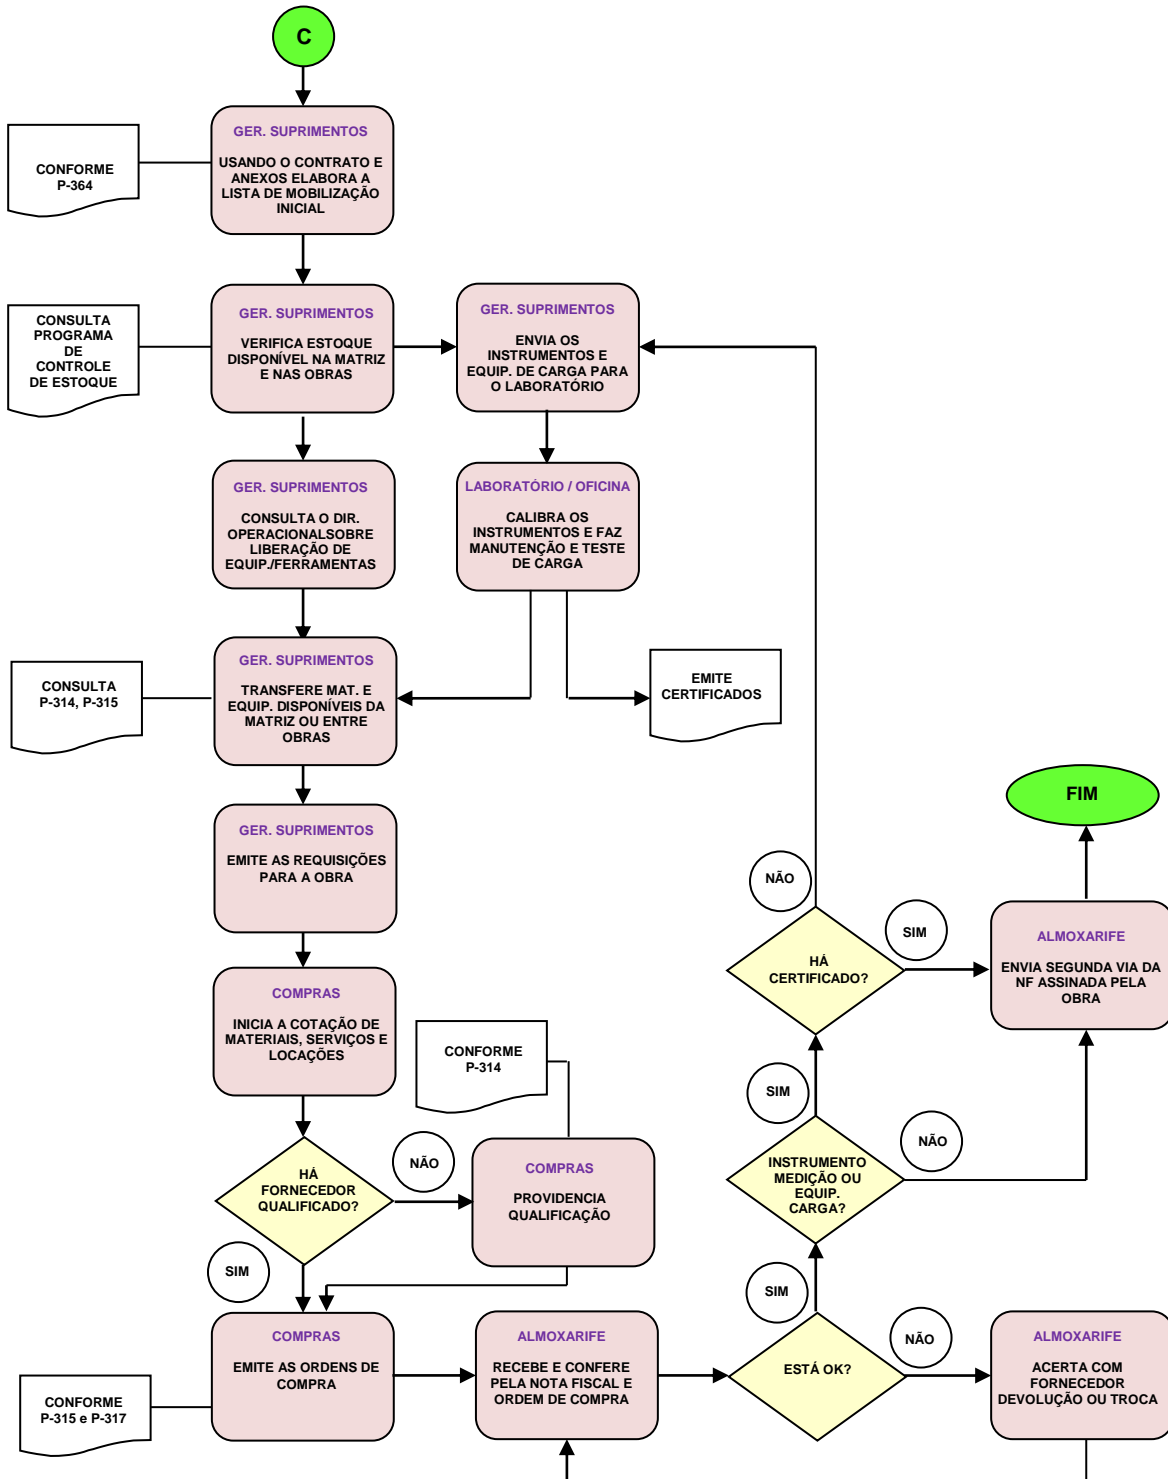 C
GER. SUPRIMENTOS
USANDO O CONTRATO E
ANEXOS ELABORA A
LISTA DE MOBILIZAÇÃO
INICIAL
CONFORME
P-364
CONSULTA
PROGRAMA
DE
CONTROLE
DE ESTOQUE
GER. SUPRIMENTOS
VERIFICA ESTOQUE
DISPONÍVEL NA MATRIZ
E NAS OBRAS
GER. SUPRIMENTOS
ENVIA OS
INSTRUMENTOS E
EQUIP. DE CARGA PARA
O LABORATÓRIO
GER. SUPRIMENTOS
CONSULTA O DIR.
OPERACIONALSOBRE
LIBERAÇÃO DE
EQUIP./FERRAMENTAS
LABORATÓRIO / OFICINA
CALIBRA OS
INSTRUMENTOS E FAZ
MANUTENÇÃO E TESTE
DE CARGA
CONSULTA
P-314, P-315
GER. SUPRIMENTOS
TRANSFERE MAT. E
EQUIP. DISPONÍVEIS DA
MATRIZ OU ENTRE
OBRAS
EMITE
CERTIFICADOS
GER. SUPRIMENTOS
EMITE AS REQUISIÇÕES
PARA A OBRA
FIM
NÃO
SIM
HÁ
CERTIFICADO?
ALMOXARIFE
ENVIA SEGUNDA VIA DA
NF ASSINADA PELA
OBRA
COMPRAS
INICIA A COTAÇÃO DE
MATERIAIS, SERVIÇOS E
LOCAÇÕES
CONFORME
P-314
SIM
NÃO
HÁ
FORNECEDOR
QUALIFICADO?
NÃO
COMPRAS
PROVIDENCIA
QUALIFICAÇÃO
INSTRUMENTO
MEDIÇÃO OU
EQUIP.
CARGA?
SIM
SIM
COMPRAS
EMITE AS ORDENS DE
COMPRA
ALMOXARIFE
RECEBE E CONFERE
PELA NOTA FISCAL E
ORDEM DE COMPRA
ESTÁ OK?
NÃO
ALMOXARIFE
ACERTA COM
FORNECEDOR
DEVOLUÇÃO OU TROCA
CONFORME
P-315 e P-317